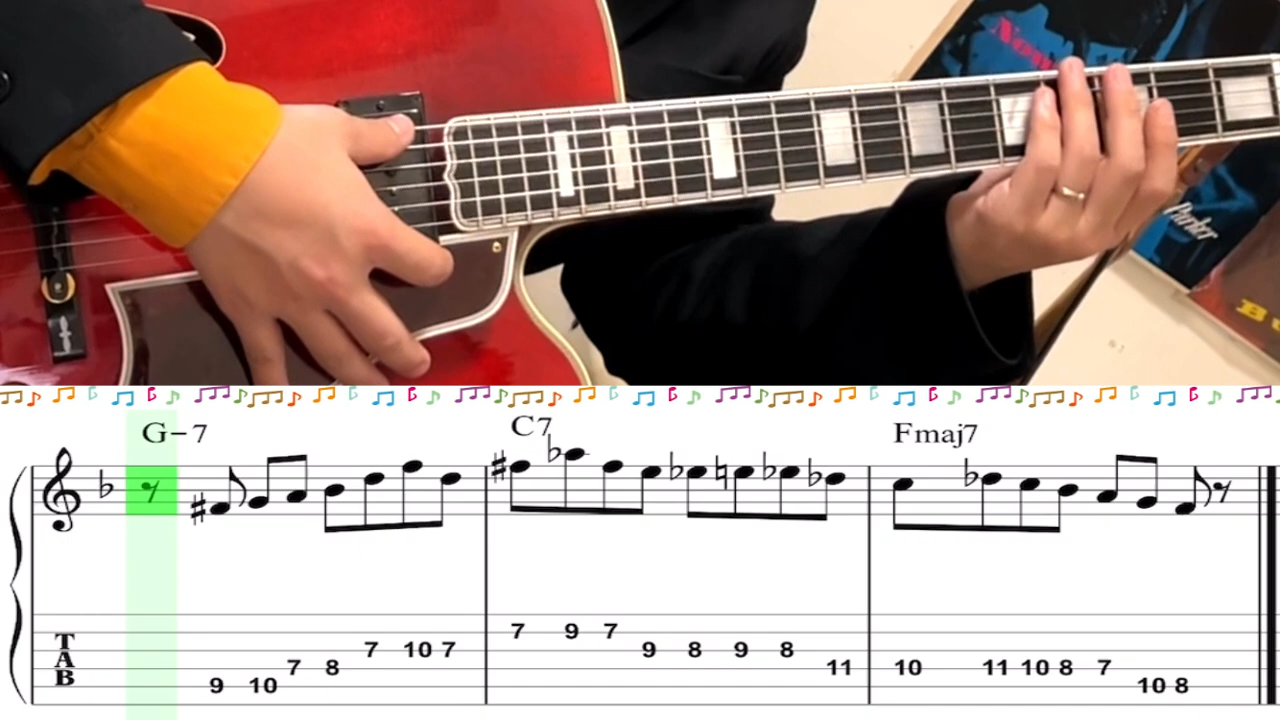 Parker
G-7 C7 Fmaj7
T
A
B
7 9 7
7 10 7 9 8 9 8
7 8 11 10 11 10 8 7
9 10 10 8